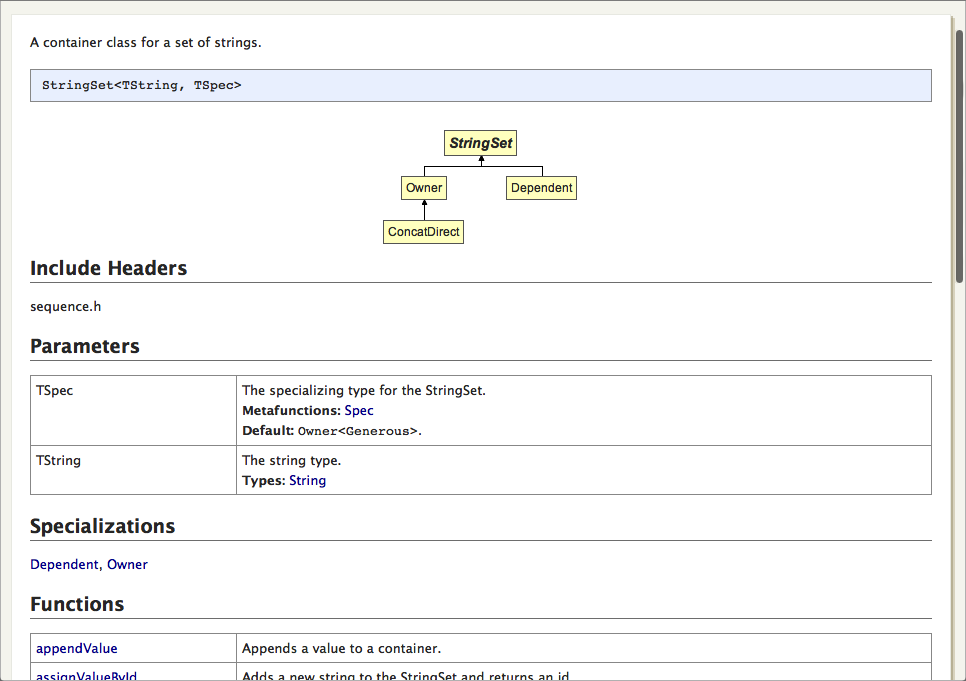 A container class for a set of strings.
StringSet<TString, TSpec>
StringSet
Owner Dependent
ConcatDirect
Include Headers
sequence.h
Parameters
TSpec The specializing type for the StringSet.
Metafunctions: Spec
Default: Owner<Generous>.
TString The string type.
Types: String
Specializations
Dependent, Owner
Functions
appendValue Appends a value to a container.
assignValueById Adds a new string to the StringSet and returns an id.